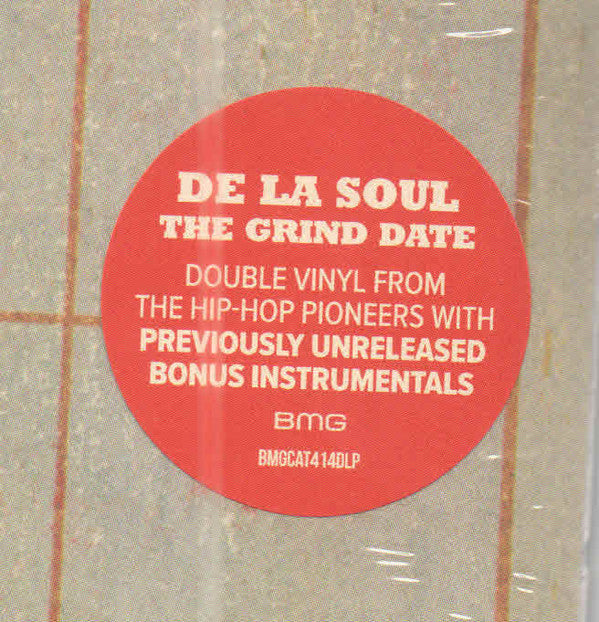 DE LA SOUL
THE GRIND DATE
DOUBLE VINYL FROM
THE HIP-HOP PIONEERS WITH
PREVIOUSLY UNRELEASED
BONUS INSTRUMENTALS
BMG
BMGCAT414DLP